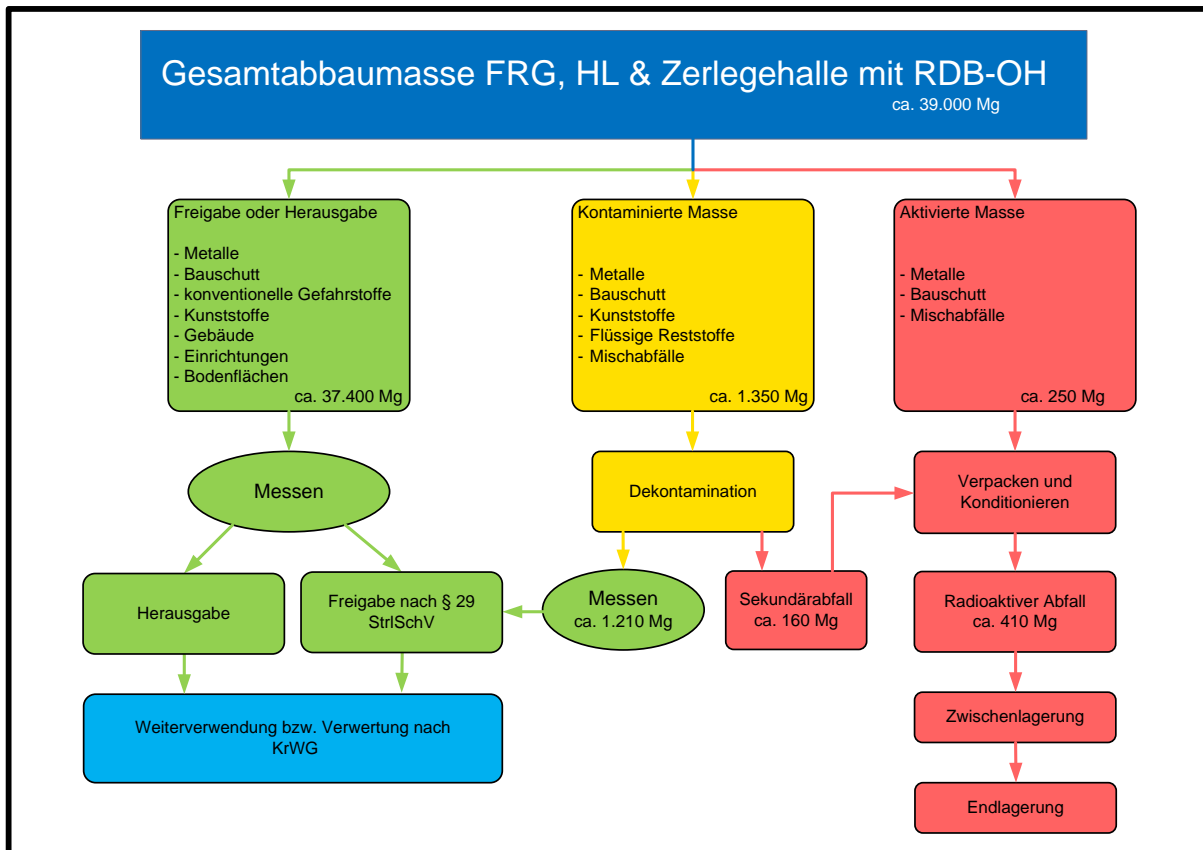 Gesamtabbaumasse FRG, HL & Zerlegehalle mit RDB-OH
ca. 39.000 Mg
Freigabe oder Herausgabe
- Metalle
- Bauschutt
- konventionelle Gefahrstoffe
- Kunststoffe
- Gebäude
- Einrichtungen
- Bodenflächen
ca. 37.400 Mg
Kontaminierte Masse
- Metalle
- Bauschutt
- Kunststoffe
- Flüssige Reststoffe
- Mischabfälle
ca. 1.350 Mg
Aktivierte Masse
- Metalle
- Bauschutt
- Mischabfälle
ca. 250 Mg
Messen
Dekontamination
Verpacken und
Konditionieren
Herausgabe
Freigabe nach § 29
StrlSchV
Messen
ca. 1.210 Mg
Sekundärabfall
ca. 160 Mg
Radioaktiver Abfall
ca. 410 Mg
Weiterverwendung bzw. Verwertung nach
KrWG
Zwischenlagerung
Endlagerung